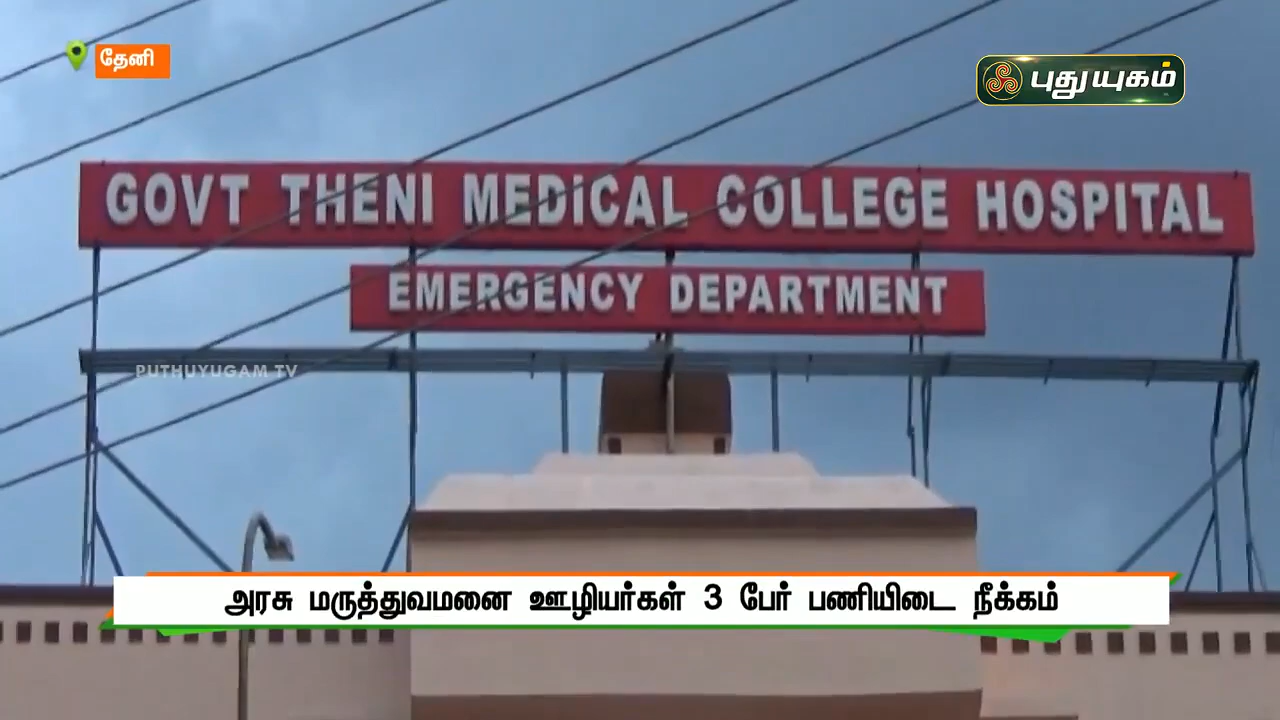 தேனி
புதுயுகம்
GOVT THENI MEDICAL COLLEGE HOSPITAL
EMERGENCY DEPARTMENT
PUTHUYUGAM TV
அரசு மருத்துவமனை ஊழியர்கள் 3 பேர் பணியிடை நீக்கம்